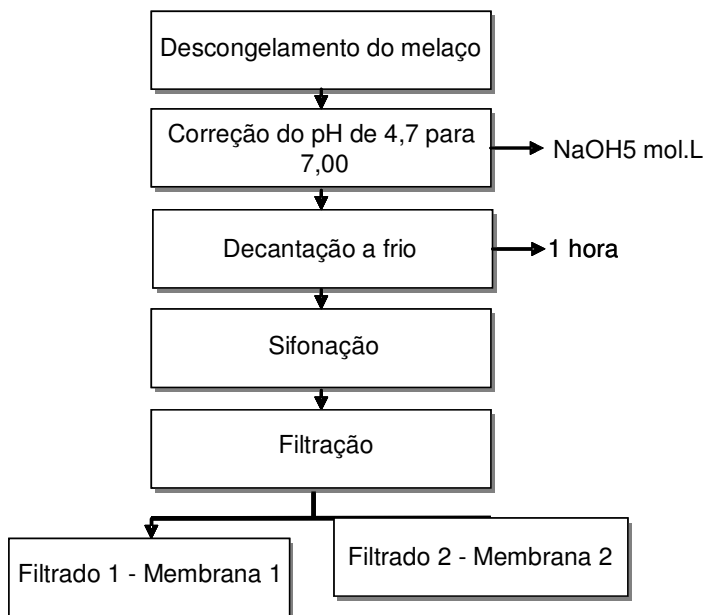 Descongelamento do melaço
Correção do pH de 4,7 para
7,00
NaOH5 mol.L
Decantação a frio
1 hora
Sifonação
Filtração
Filtrado 1 - Membrana 1
Filtrado 2 - Membrana 2